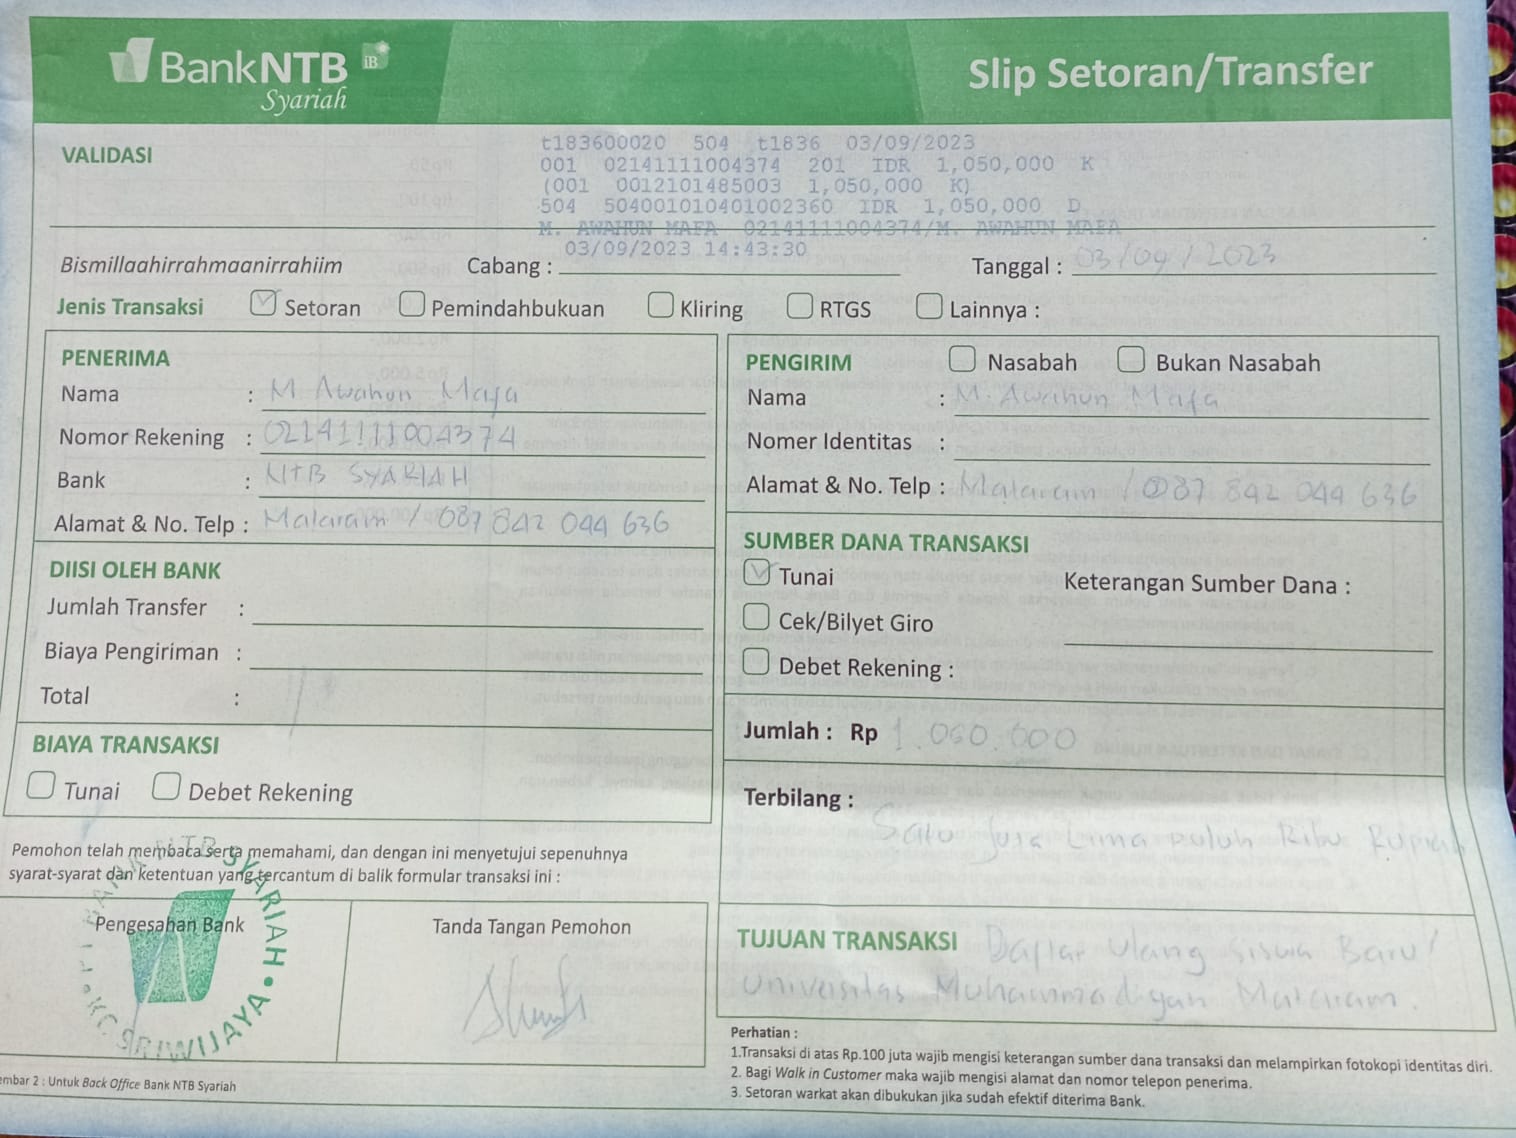 BankNTB iB
Syariah
Slip Setoran/Transfer
VALIDASI
t183600020 504 t1836 03/09/2023
001 02141111004374 201 IDR 1,050,000 K
(001 0012101485003 1,050,000 K)
504 504001010401002360 IDR 1,050,000 D
M. AWAHUN MAFA 02141111004374/M. AWAHUN MAFA
03/09/2023 14:43:30
Bismillaahirrahmaanirrahiim Cabang : Tanggal : 03/09/2023
Jenis Transaksi Setoran Pemindahbukuan Kliring RTGS Lainnya :
PENERIMA
Nama : M Awahun Mafa
Nomor Rekening : 02141111004374
Bank : NTB SYARIAH
Alamat & No. Telp : Mataram / 087 842 044 636
DIISI OLEH BANK
Jumlah Transfer :
Biaya Pengiriman :
Total :
BIAYA TRANSAKSI
Tunai Debet Rekening
Pemohon telah membaca serta memahami, dan dengan ini menyetujui sepenuhnya
syarat-syarat dan ketentuan yang tercantum di balik formular transaksi ini :
Pengesahan Bank
BANK NTB SYARIAH • KC. SRIWIJAYA •
Tanda Tangan Pemohon
PENGIRIM Nasabah Bukan Nasabah
Nama : M. Awahun Mafa
Nomer Identitas :
Alamat & No. Telp : Mataram / 087 842 044 636
SUMBER DANA TRANSAKSI
Tunai Keterangan Sumber Dana :
Cek/Bilyet Giro
Debet Rekening :
Jumlah : Rp 1.050.000
Terbilang :
Satu Juta Lima puluh Ribu Rupiah
TUJUAN TRANSAKSI Daftar Ulang Siswa Baru/
Universitas Muhammadiyah Mataram.
Perhatian :
1.Transaksi di atas Rp.100 juta wajib mengisi keterangan sumber dana transaksi dan melampirkan fotokopi identitas diri.
2. Bagi Walk in Customer maka wajib mengisi alamat dan nomor telepon penerima.
3. Setoran warkat akan dibukukan jika sudah efektif diterima Bank.
embar 2 : Untuk Back Office Bank NTB Syariah